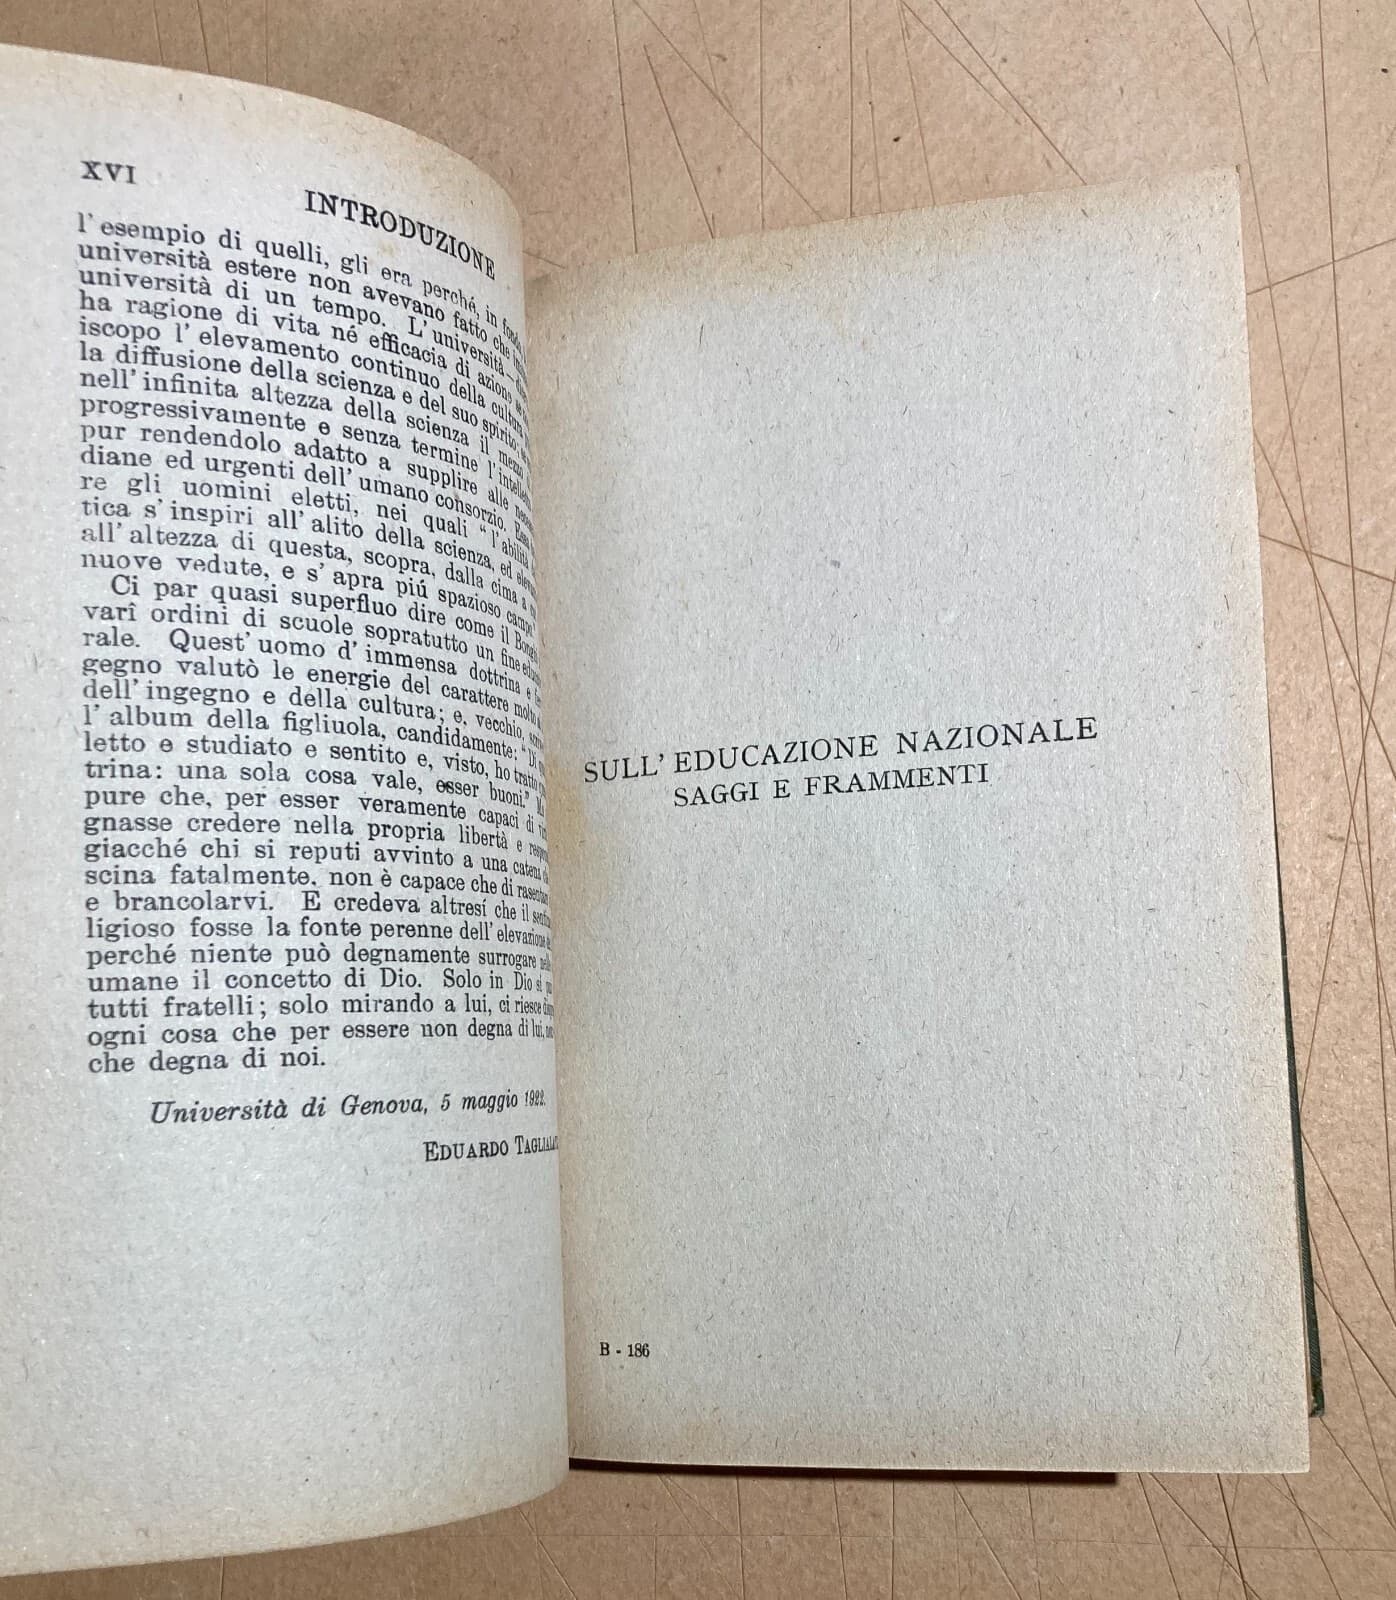 XVI
INTRODUZIONE
l'esempio di quelli, gli era perché, in fondo,
università estere non avevano fatto che
università di un tempo. L'università —
ha ragione di vita né efficacia di azione,
iscopo l'elevamento continuo della cultura
la diffusione della scienza e del suo spirito;
nell'infinita altezza della scienza il mezzo
progressivamente e senza termine
pur rendendolo adatto a supplire alle
diane ed urgenti dell'umano consorzio. Essa
re gli uomini eletti, nei quali "l'abilità
tica s'inspiri all'alito della scienza, ed
all'altezza di questa, scopra, dalla cima a
nuove vedute, e s'apra piú spazioso campo"
Ci par quasi superfluo dire come il
varî ordini di scuole sopratutto un fine
rale. Quest'uomo d'immensa dottrina e
gegno valutò le energie del carattere molto
dell'ingegno e della cultura; e, vecchio,
l'album della figliuola, candidamente: "Di
letto e studiato e sentito e, visto, ho tratto
trina: una sola cosa vale, esser buoni."
pure che, per esser veramente capaci di
gnasse credere nella propria libertà e
giacché chi si reputi avvinto a una catena
scina fatalmente, non è capace che di
e brancolarvi. E credeva altresí che il
ligioso fosse la fonte perenne dell'elevazione
perché niente può degnamente surrogare
umane il concetto di Dio. Solo in Dio si
tutti fratelli; solo mirando a lui, ci riesce
ogni cosa che per essere non degna di lui,
che degna di noi.
Università di Genova, 5 maggio 1922.
EDUARDO
SULL'EDUCAZIONE NAZIONALE
SAGGI E FRAMMENTI
B - 186